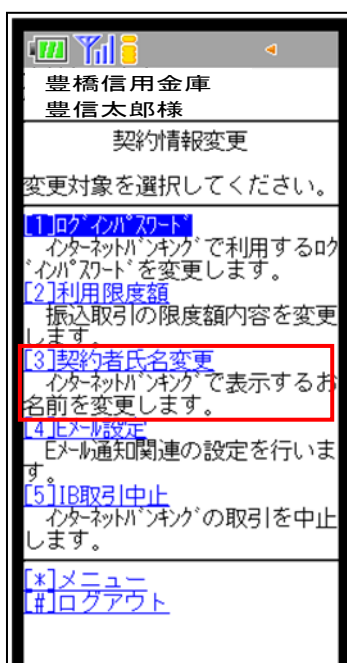 豊橋信用金庫
豊信太郎様
契約情報変更
変更対象を選択してください。
[1]ﾛｸﾞｲﾝﾊﾟｽﾜｰﾄﾞ
ｲﾝﾀｰﾈｯﾄﾊﾞﾝｷﾝｸﾞで利用するﾛｸ
ﾞｲﾝﾊﾟｽﾜｰﾄﾞを変更します。
[2]利用限度額
振込取引の限度額内容を変更
します。
[3]契約者氏名変更
ｲﾝﾀｰﾈｯﾄﾊﾞﾝｷﾝｸﾞで表示するお
名前を変更します。
[4]Eﾒｰﾙ設定
Eﾒｰﾙ通知関連の設定を行いま
す。
[5]IB取引中止
ｲﾝﾀｰﾈｯﾄﾊﾞﾝｷﾝｸﾞの取引を中止
します。
[*]メニュー
[#]ログアウト